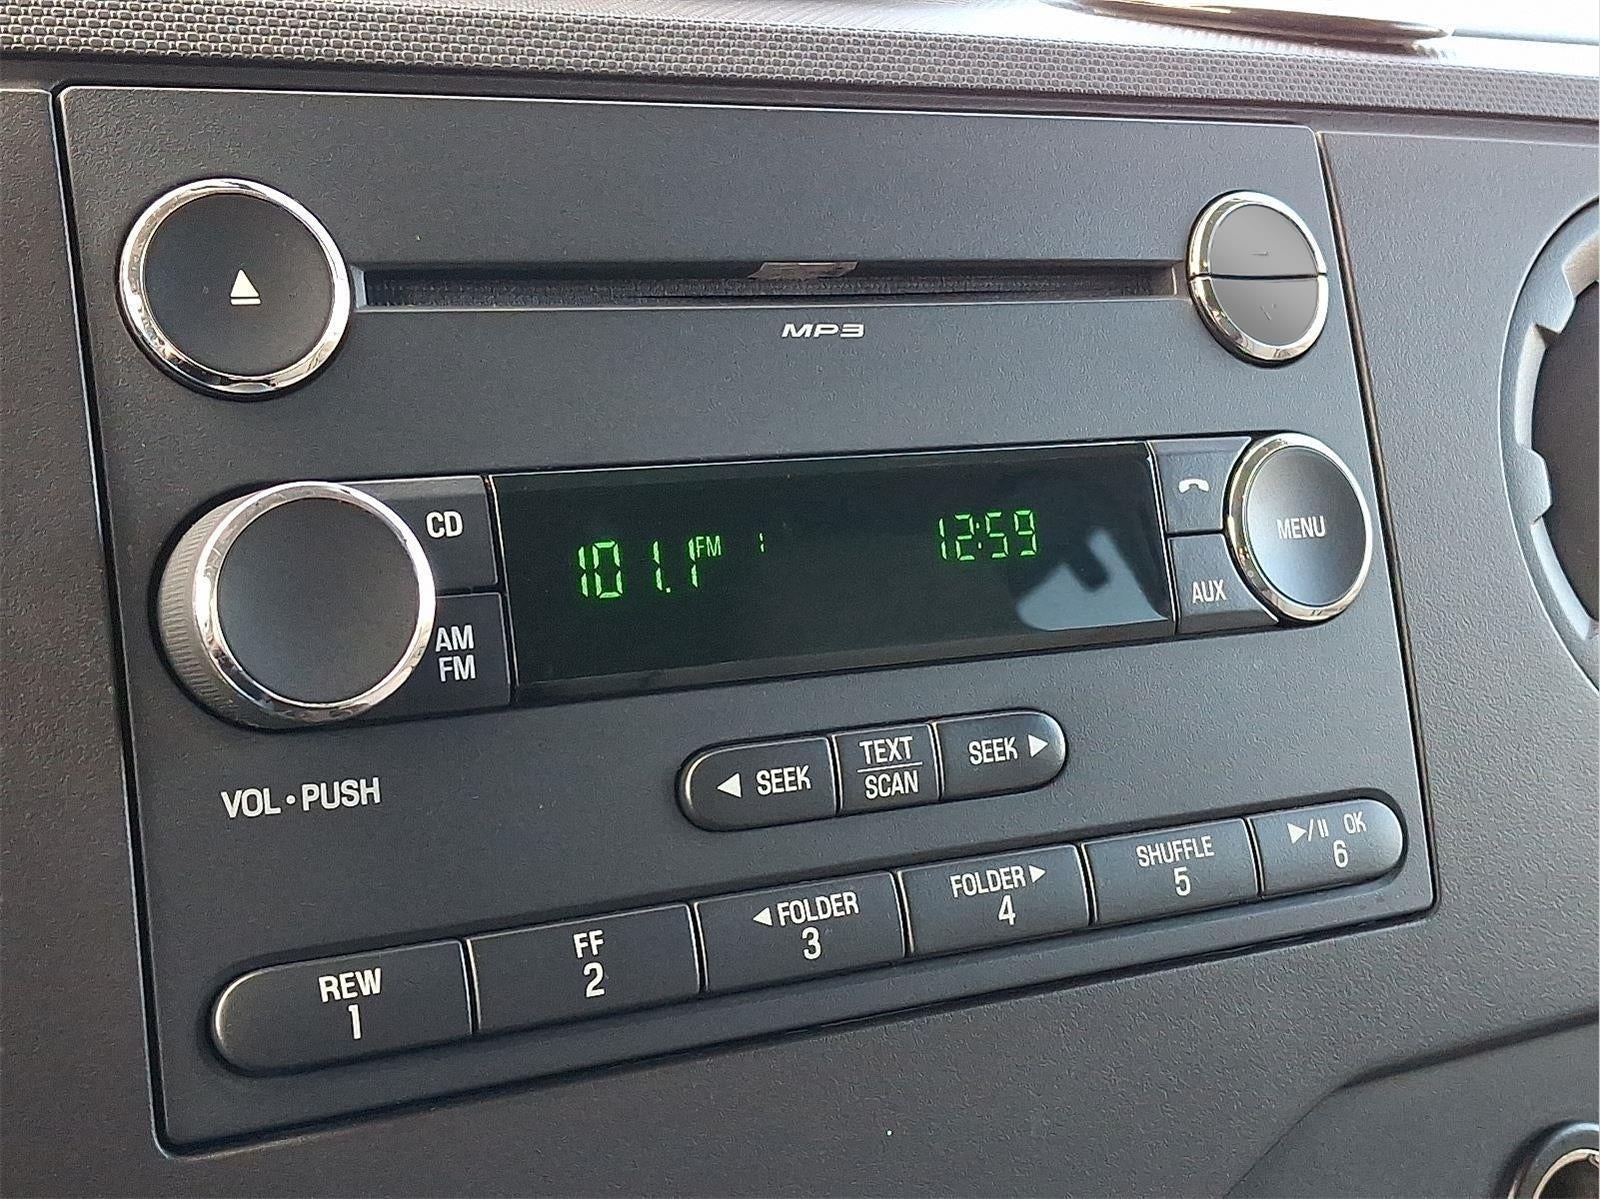 MP3
CD
101.1 FM 1 12:59
MENU
AUX
AM
FM
VOL • PUSH
◀ SEEK
TEXT
SCAN
SEEK ▶
REW
1
FF
2
◀ FOLDER
3
FOLDER ▶
4
SHUFFLE
5
▶/II OK
6